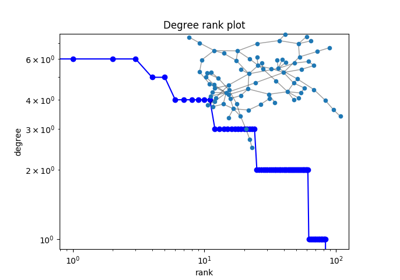 Degree rank plot
6 × 10⁰
4 × 10⁰
3 × 10⁰
2 × 10⁰
10⁰
degree
10⁰ 10¹ 10²
rank